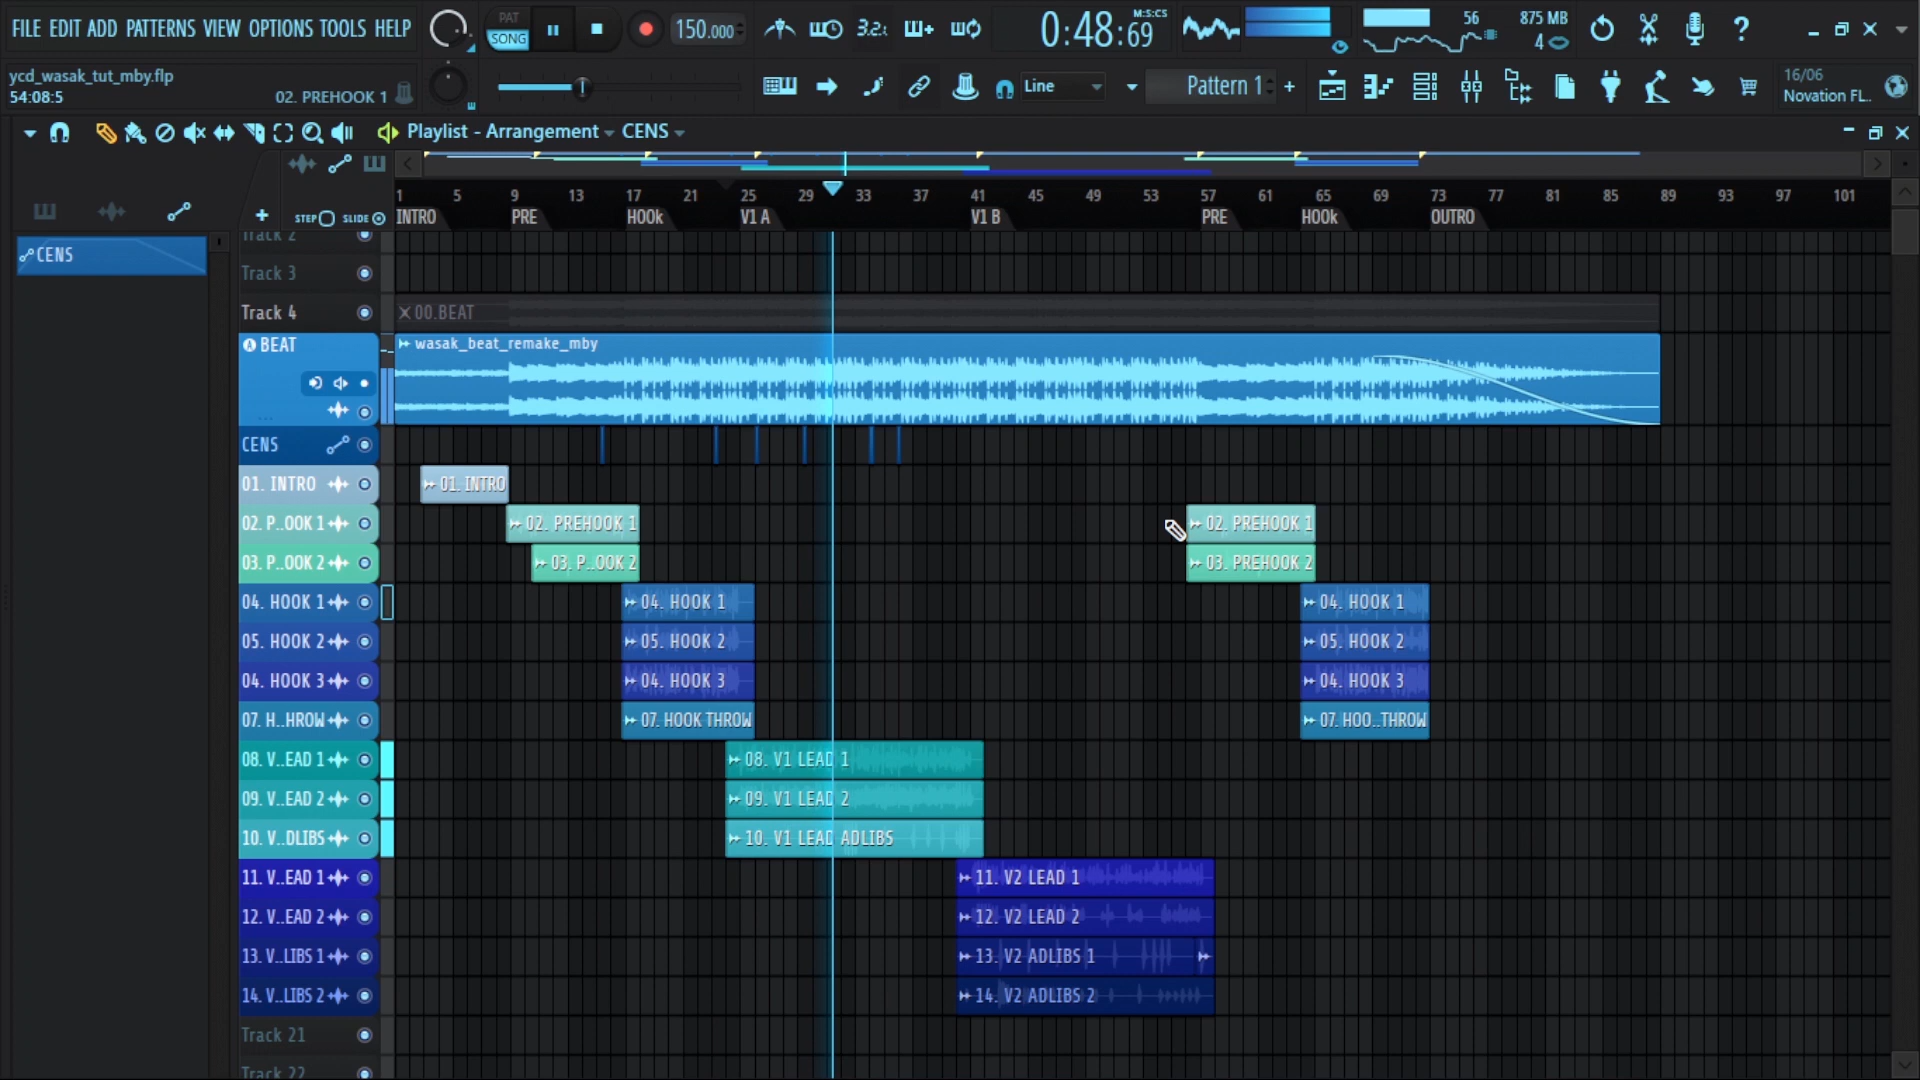 FILE EDIT ADD PATTERNS VIEW OPTIONS TOOLS HELP
PAT
SONG
150.000
3.2.
0:48:69
M:S:CS
56
875 MB
4
ycd_wasak_tut_mby.flp
54:08:5
02. PREHOOK 1
Line
Pattern 1
16/06
Novation FL..
Playlist - Arrangement
CENS
1 5 9 13 17 21 25 29 33 37 41 45 49 53 57 61 65 69 73 77 81 85 89 93 97 101
STEP
SLIDE
INTRO PRE HOOk V1 A V1 B PRE HOOk OUTRO
CENS
Track 2
Track 3
Track 4
00.BEAT
BEAT
wasak_beat_remake_mby
CENS
01. INTRO
01. INTRO
02. P..OOK 1
02. PREHOOK 1
02. PREHOOK 1
03. P..OOK 2
03. P..OOK 2
03. PREHOOK 2
04. HOOK 1
04. HOOK 1
04. HOOK 1
05. HOOK 2
05. HOOK 2
05. HOOK 2
04. HOOK 3
04. HOOK 3
04. HOOK 3
07. H..HROW
07. HOOK THROW
07. HOO..THROW
08. V..EAD 1
08. V1 LEAD 1
09. V..EAD 2
09. V1 LEAD 2
10. V..DLIBS
10. V1 LEAD ADLIBS
11. V..EAD 1
11. V2 LEAD 1
12. V..EAD 2
12. V2 LEAD 2
13. V..LIBS 1
13. V2 ADLIBS 1
14. V..LIBS 2
14. V2 ADLIBS 2
Track 21
Track 22